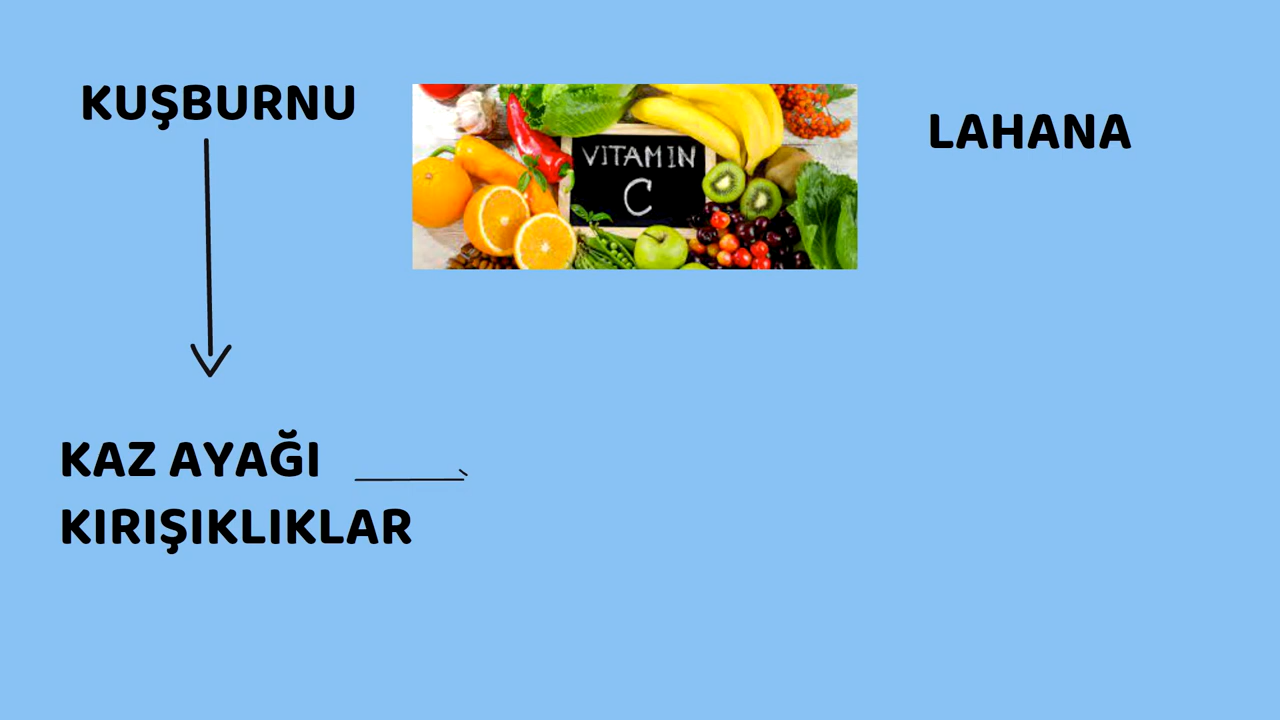 KUŞBURNU
VITAMIN
C
LAHANA
KAZ AYAĞI
KIRIŞIKLIKLAR